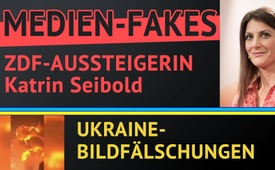 MEDIEN-FAKES
ZDF-AUSSTEIGERIN
Katrin Seibold
UKRAINE-
BILDFÄLSCHUNGEN